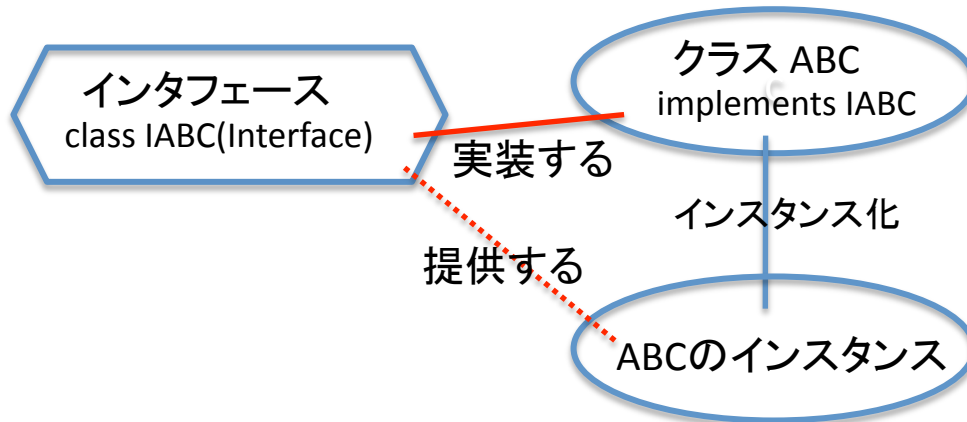 インタフェース
class IABC(Interface)
クラス ABC
implements IABC
実装する
インスタンス化
提供する
ABCのインスタンス